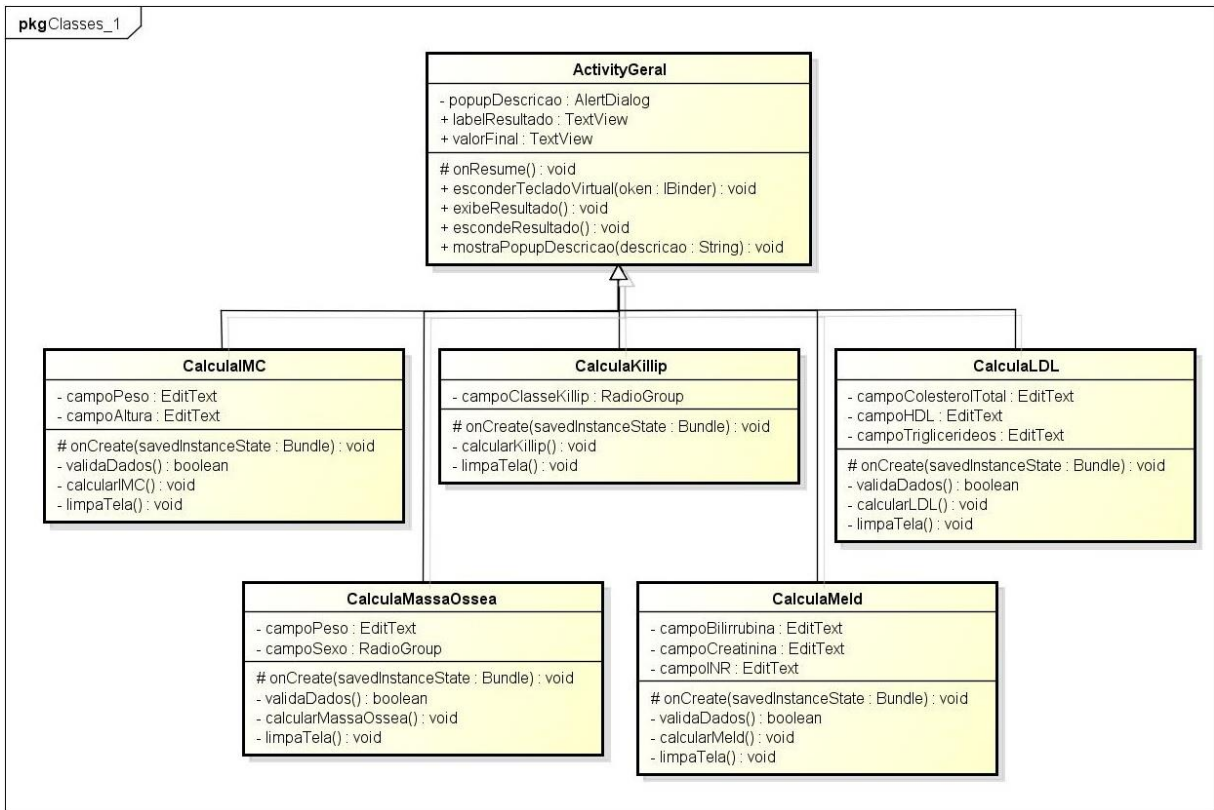 pkg Classes_1
ActivityGeral
- popupDescricao : AlertDialog
+ labelResultado : TextView
+ valorFinal : TextView
# onResume() : void
+ esconderTecladoVirtual(oken : IBinder) : void
+ exibeResultado() : void
+ escondeResultado() : void
+ mostraPopupDescricao(descricao : String) : void
CalculaIMC
- campoPeso : EditText
- campoAltura : EditText
# onCreate(savedInstanceState : Bundle) : void
- validaDados() : boolean
- calcularIMC() : void
- limpaTela() : void
CalculaKillip
- campoClasseKillip : RadioGroup
# onCreate(savedInstanceState : Bundle) : void
- calcularKillip() : void
- limpaTela() : void
CalculaLDL
- campoColesterolTotal : EditText
- campoHDL : EditText
- campoTriglicerideos : EditText
# onCreate(savedInstanceState : Bundle) : void
- validaDados() : boolean
- calcularLDL() : void
- limpaTela() : void
CalculaMassaOssea
- campoPeso : EditText
- campoSexo : RadioGroup
# onCreate(savedInstanceState : Bundle) : void
- validaDados() : boolean
- calcularMassaOssea() : void
- limpaTela() : void
CalculaMeld
- campoBilirrubina : EditText
- campoCreatinina : EditText
- campoINR : EditText
# onCreate(savedInstanceState : Bundle) : void
- validaDados() : boolean
- calcularMeld() : void
- limpaTela() : void